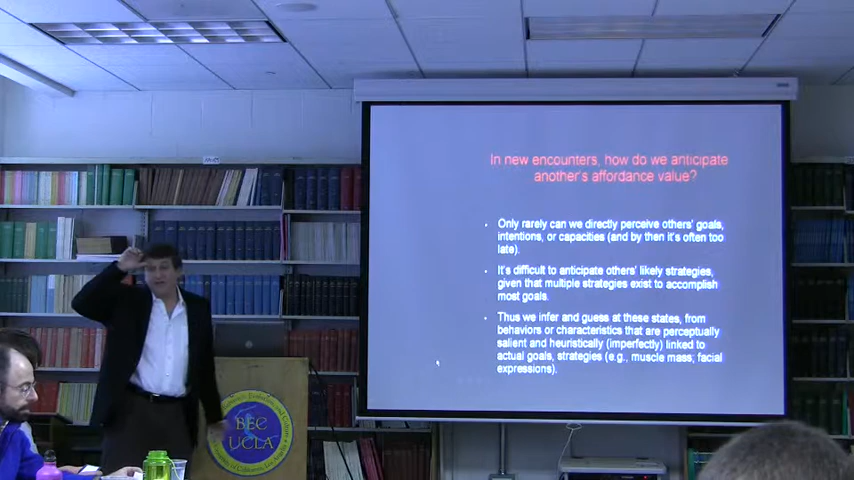 In new encounters, how do we anticipate
another's affordance value?
Only rarely can we directly perceive others' goals,
intentions, or capacities (and by then it's often too
late).
It's difficult to anticipate others' likely strategies,
given that multiple strategies exist to accomplish
most goals.
Thus we infer and guess at these states, from
behaviors or characteristics that are perceptually
salient and heuristically (imperfectly) linked to
actual goals, strategies (e.g., muscle mass; facial
expressions).
BEC
UCLA